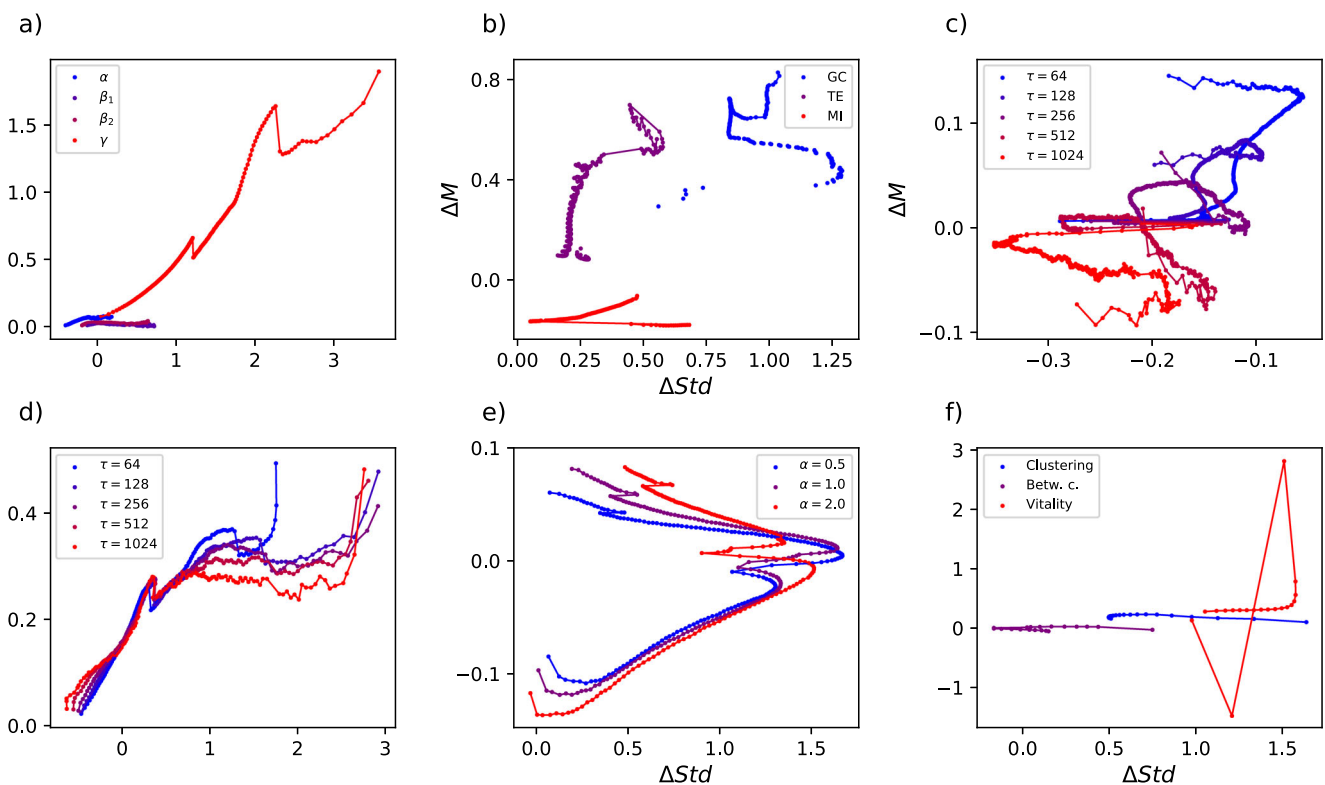 a)
α
β₁
β₂
γ
1.5
1.0
0.5
0.0
0 1 2 3
b)
GC
TE
MI
0.8
0.4
0.0
ΔM
0.00 0.25 0.50 0.75 1.00 1.25
ΔStd
c)
τ = 64
τ = 128
τ = 256
τ = 512
τ = 1024
0.1
0.0
−0.1
ΔM
−0.3 −0.2 −0.1
d)
τ = 64
τ = 128
τ = 256
τ = 512
τ = 1024
0.4
0.2
0.0
0 1 2 3
e)
α = 0.5
α = 1.0
α = 2.0
0.1
0.0
−0.1
0.0 0.5 1.0 1.5
ΔStd
f)
Clustering
Betw. c.
Vitality
3
2
1
0
−1
0.0 0.5 1.0 1.5
ΔStd